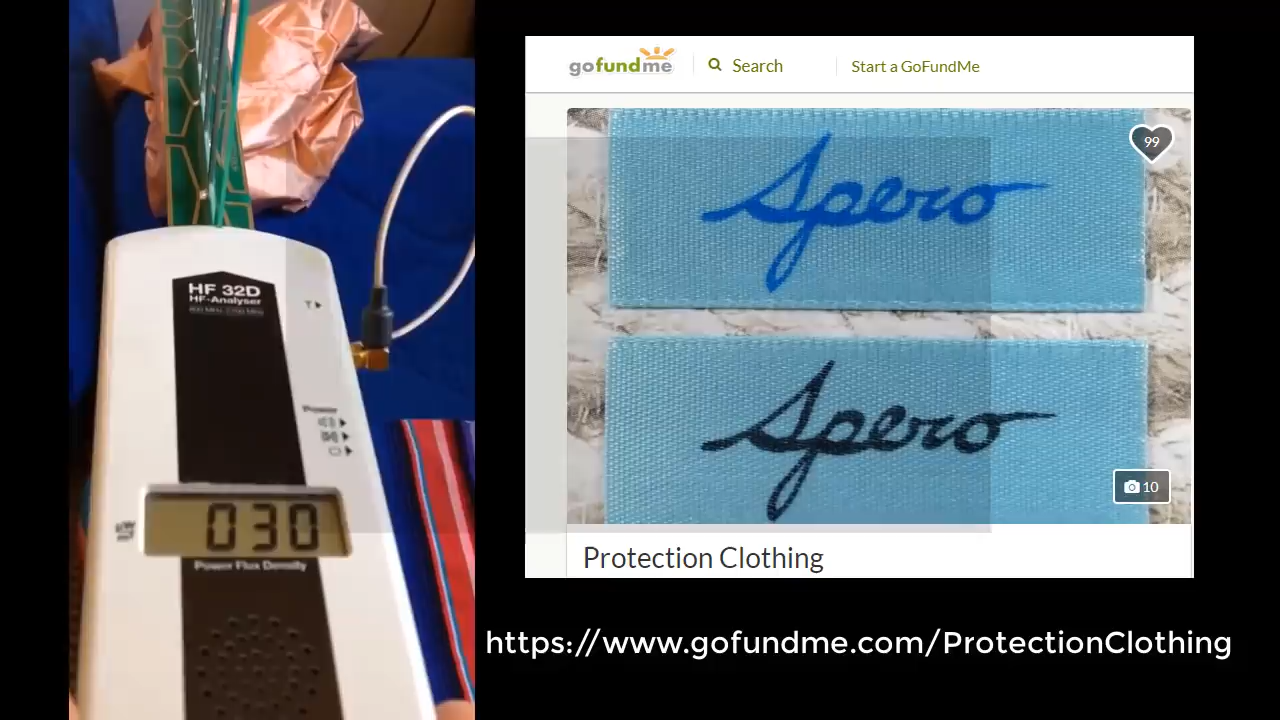 HF 32D
HF-Analyser
Power
030
Power Flux Density
gofundme
Search
Start a GoFundMe
99
Spero
Spero
10
Protection Clothing
https://www.gofundme.com/ProtectionClothing